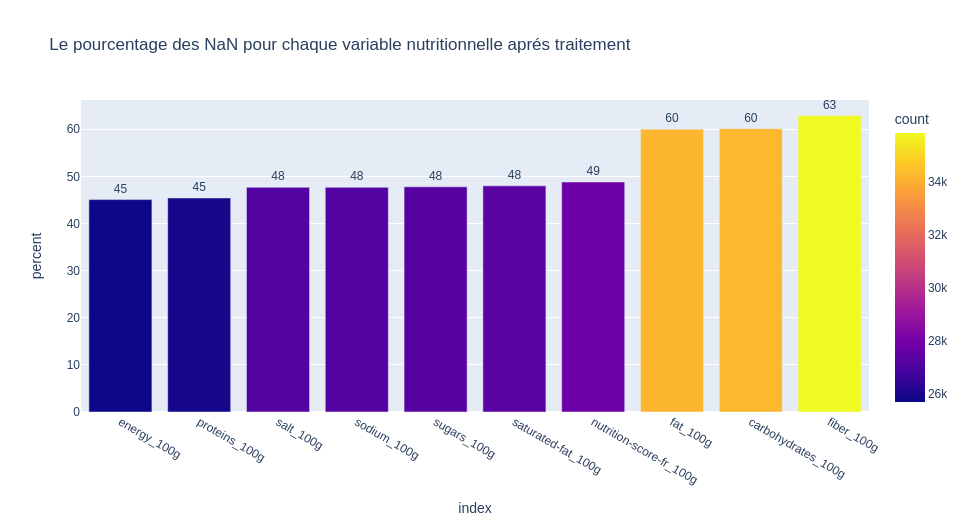 Le pourcentage des NaN pour chaque variable nutritionnelle aprés traitement
percent
60
50
40
30
20
10
0
45
45
48
48
48
48
49
60
60
63
energy_100g
proteins_100g
salt_100g
sodium_100g
sugars_100g
saturated-fat_100g
nutrition-score-fr_100g
fat_100g
carbohydrates_100g
fiber_100g
index
count
34k
32k
30k
28k
26k